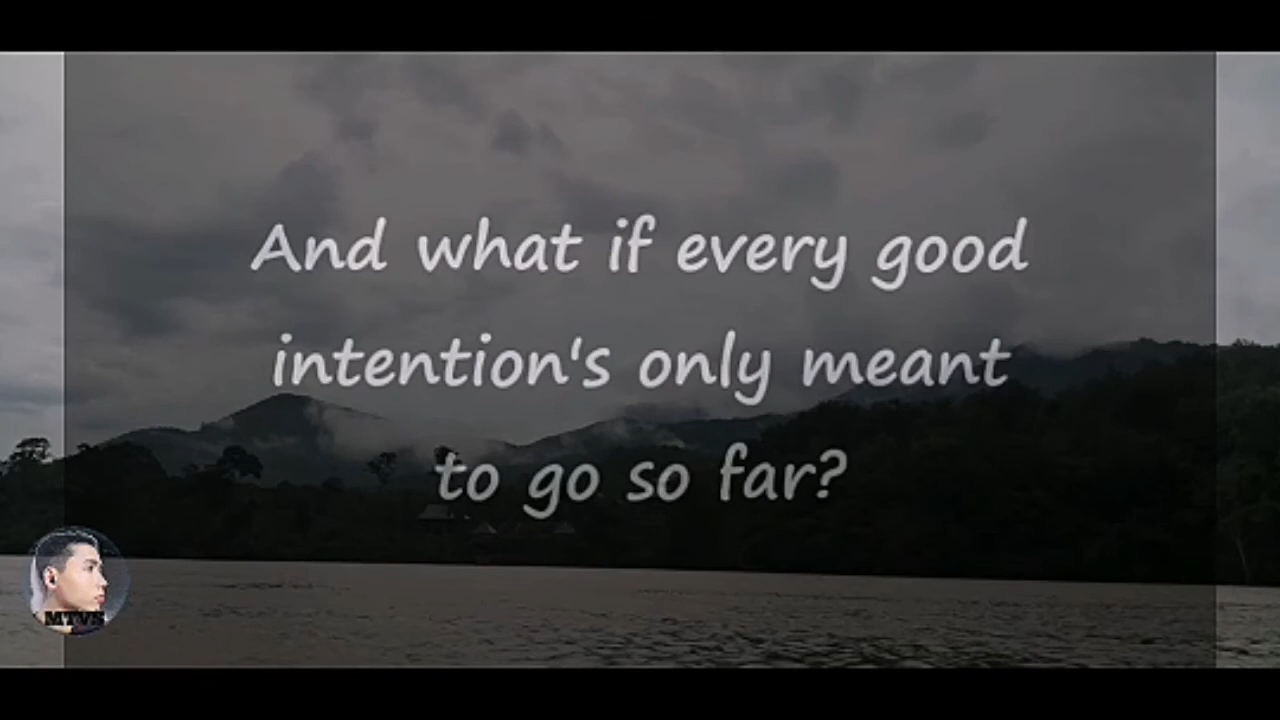 And what if every good
intention's only meant
to go so far?
MTVS